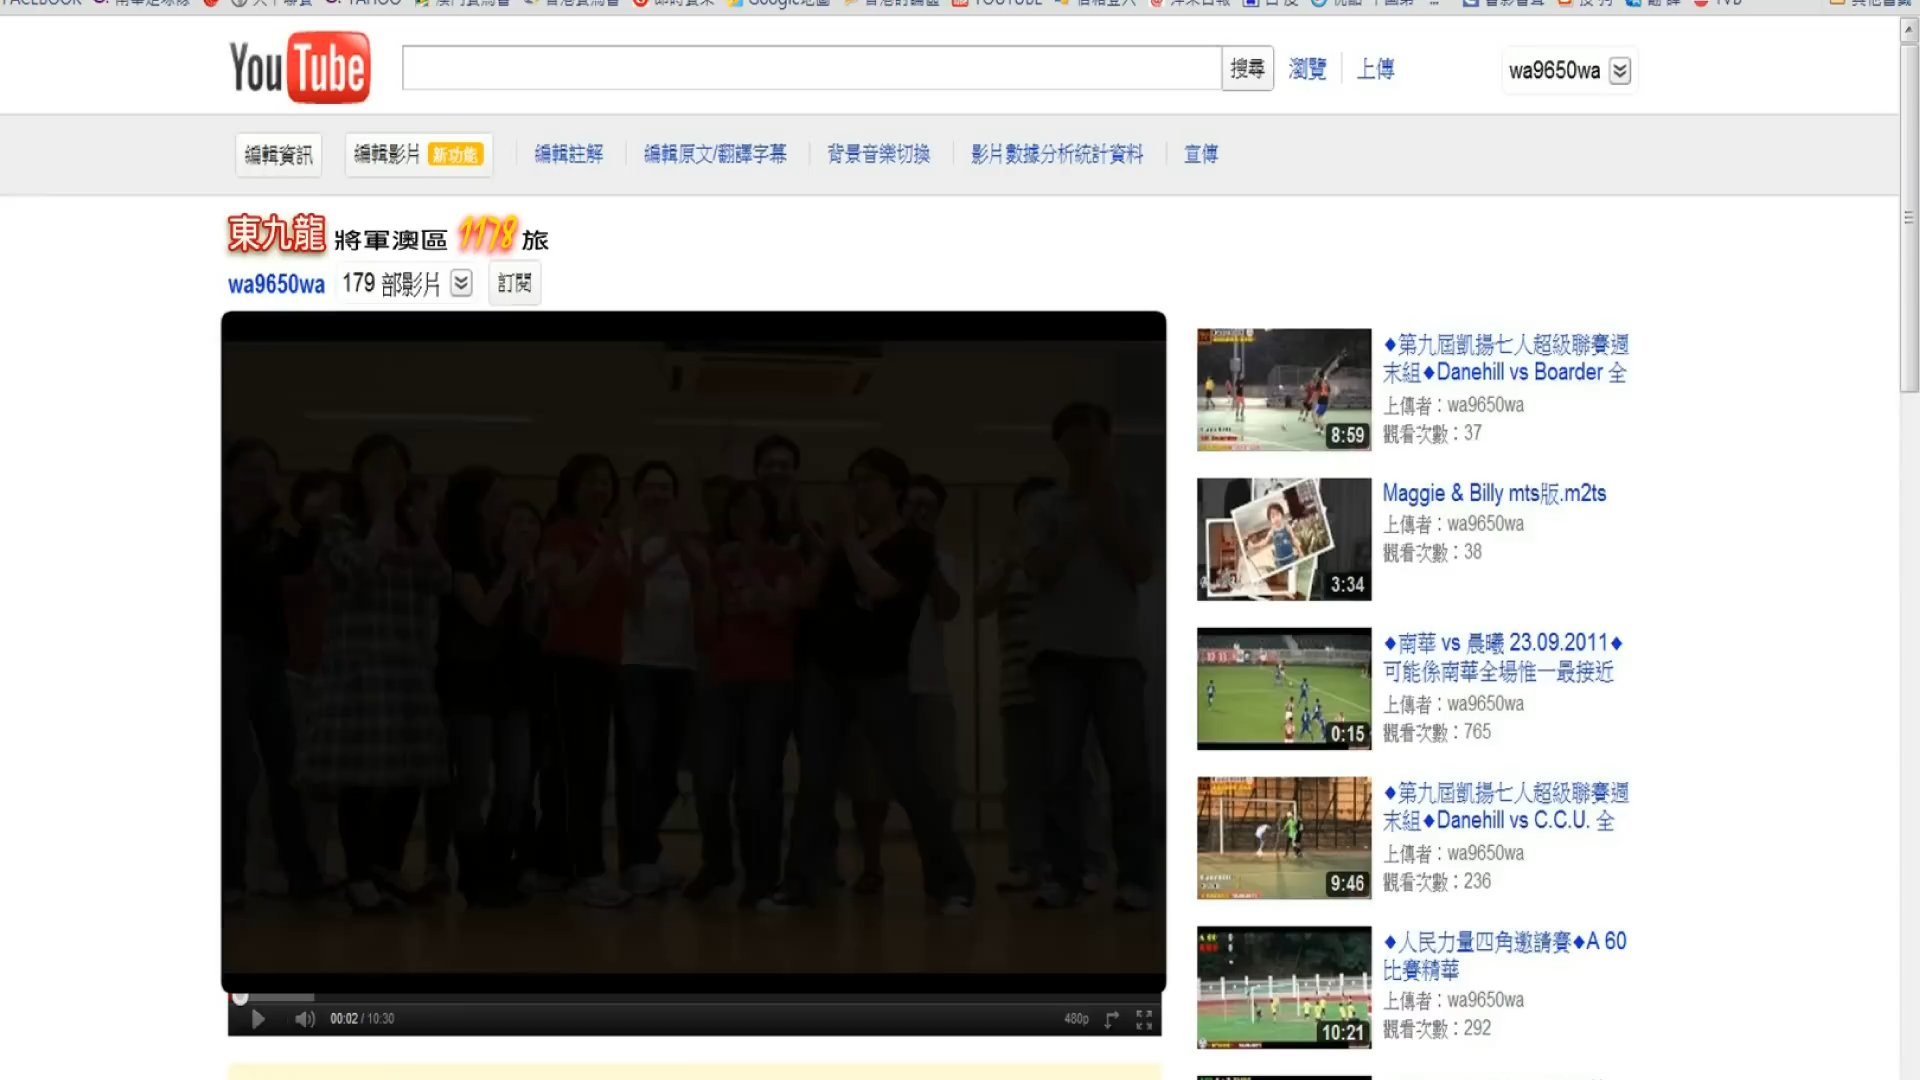 YouTube
搜尋
瀏覽
上傳
wa9650wa
編輯資訊
編輯影片 新功能
編輯註解
編輯原文/翻譯字幕
背景音樂切換
影片數據分析統計資料
宣傳
東九龍 將軍澳區 1178 旅
wa9650wa 179 部影片 訂閱
◆第九屆凱揚七人超級聯賽週
末組◆Danehill vs Boarder 全
上傳者：wa9650wa
觀看次數：37
8:59
Maggie & Billy mts版.m2ts
上傳者：wa9650wa
觀看次數：38
3:34
◆南華 vs 晨曦 23.09.2011◆
可能係南華全場惟一最接近
上傳者：wa9650wa
觀看次數：765
0:15
◆第九屆凱揚七人超級聯賽週
末組◆Danehill vs C.C.U. 全
上傳者：wa9650wa
觀看次數：236
9:46
◆人民力量四角邀請賽◆A 60
比賽精華
上傳者：wa9650wa
觀看次數：292
10:21
00:02 / 10:30
480p